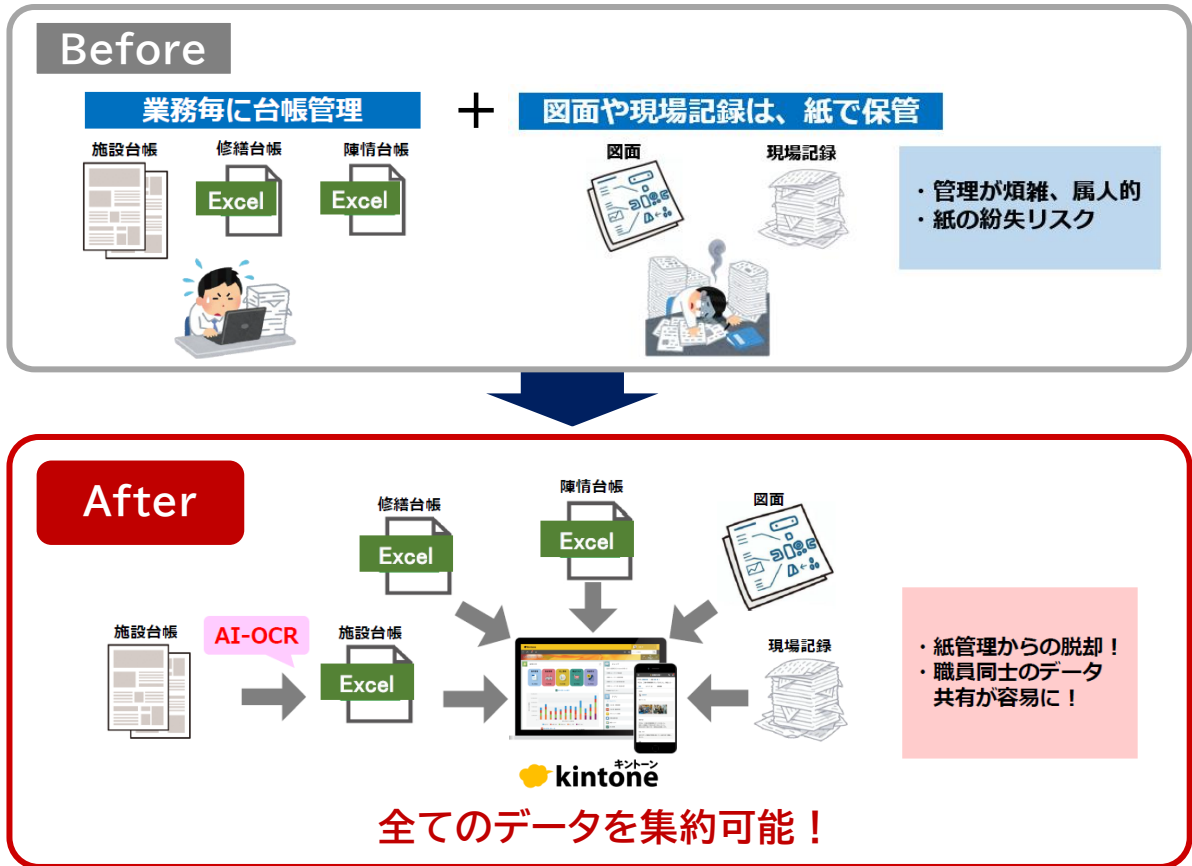 Before
業務毎に台帳管理
+
図面や現場記録は、紙で保管
施設台帳
修繕台帳
陳情台帳
Excel
Excel
図面
現場記録
・管理が煩雑、属人的
・紙の紛失リスク
After
修繕台帳
Excel
陳情台帳
Excel
図面
施設台帳
AI-OCR
施設台帳
Excel
現場記録
キントーン
kintone
・紙管理からの脱却！
・職員同士のデータ
共有が容易に！
全てのデータを集約可能！